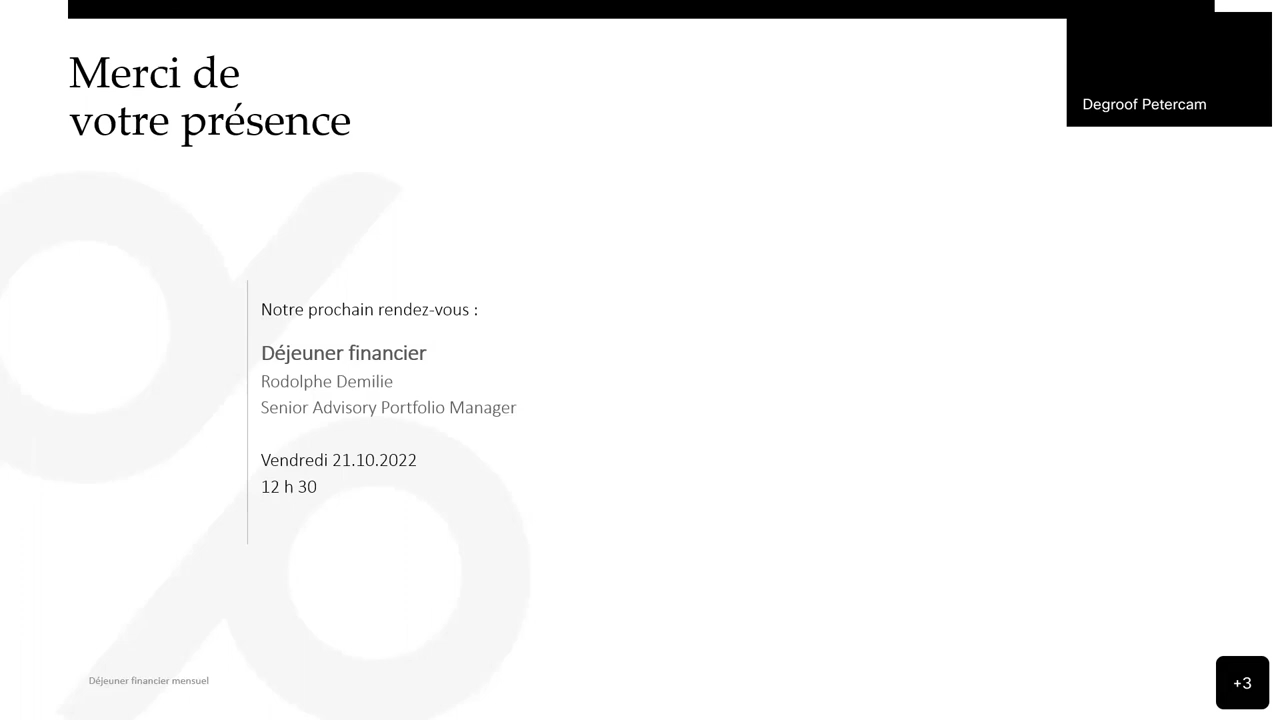 Merci de
votre présence
Degroof Petercam
Notre prochain rendez-vous :
Déjeuner financier
Rodolphe Demilie
Senior Advisory Portfolio Manager
Vendredi 21.10.2022
12 h 30
Déjeuner financier mensuel
+3